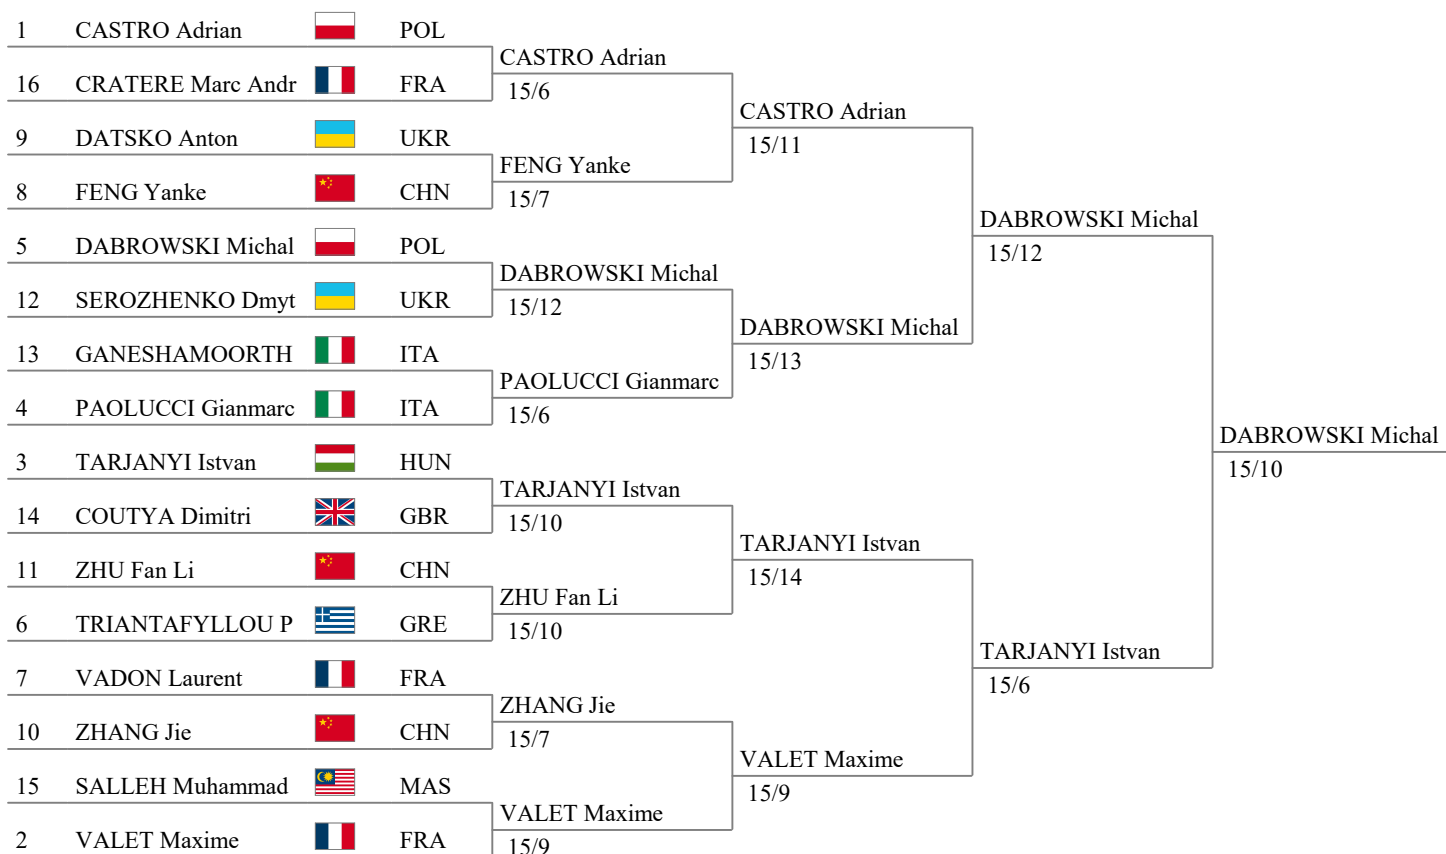 1 CASTRO Adrian POL
16 CRATERE Marc Andr FRA
9 DATSKO Anton UKR
8 FENG Yanke CHN
5 DABROWSKI Michal POL
12 SEROZHENKO Dmyt UKR
13 GANESHAMOORTH ITA
4 PAOLUCCI Gianmarc ITA
3 TARJANYI Istvan HUN
14 COUTYA Dimitri GBR
11 ZHU Fan Li CHN
6 TRIANTAFYLLOU P GRE
7 VADON Laurent FRA
10 ZHANG Jie CHN
15 SALLEH Muhammad MAS
2 VALET Maxime FRA
CASTRO Adrian
15/6
FENG Yanke
15/7
DABROWSKI Michal
15/12
PAOLUCCI Gianmarc
15/6
TARJANYI Istvan
15/10
ZHU Fan Li
15/10
ZHANG Jie
15/7
VALET Maxime
15/9
CASTRO Adrian
15/11
DABROWSKI Michal
15/13
TARJANYI Istvan
15/14
VALET Maxime
15/9
DABROWSKI Michal
15/12
TARJANYI Istvan
15/6
DABROWSKI Michal
15/10